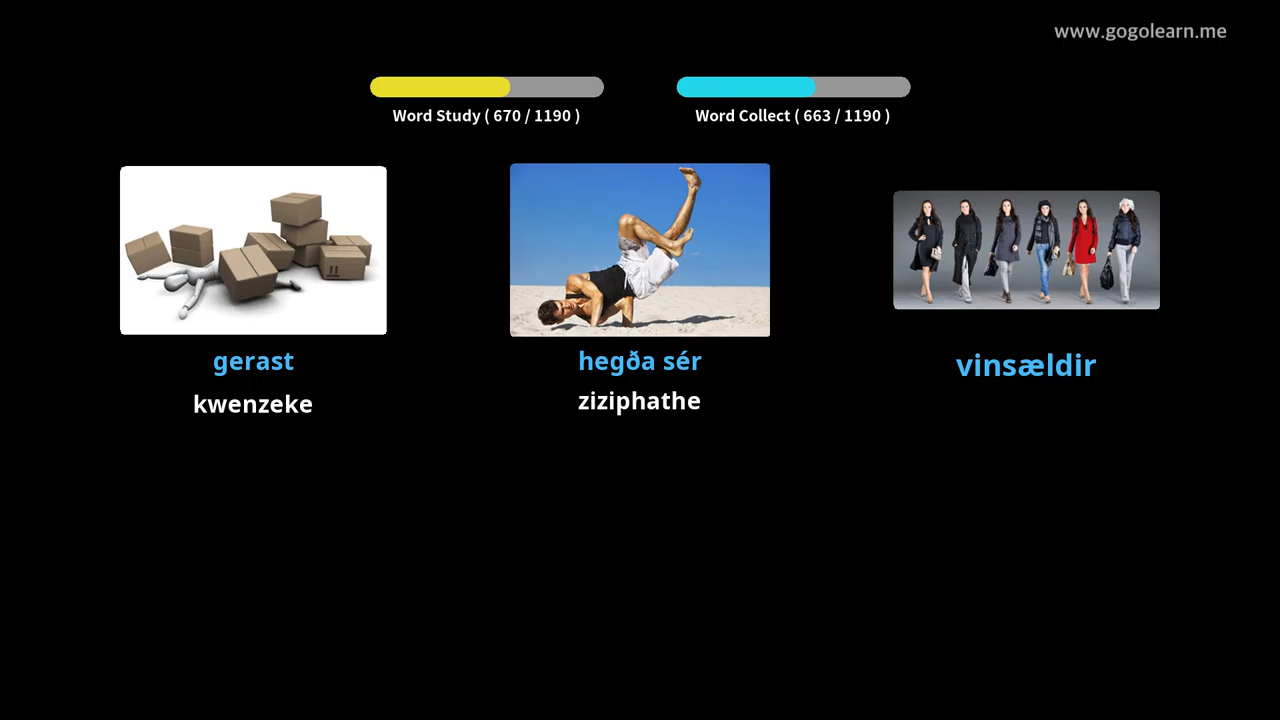 www.gogolearn.me
Word Study ( 670 / 1190 )
Word Collect ( 663 / 1190 )
gerast
hegða sér
vinsældir
kwenzeke
ziziphathe